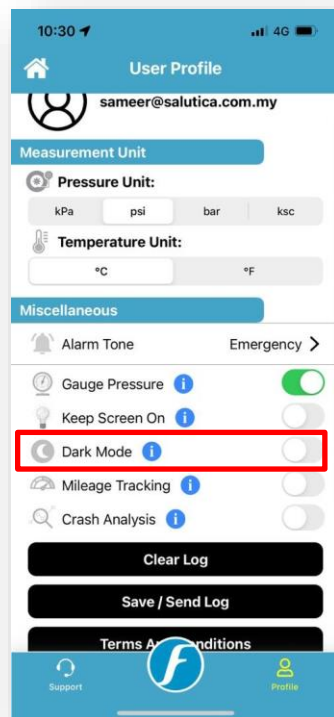 10:30
4G
User Profile
sameer@salutica.com.my
Measurement Unit
Pressure Unit:
kPa psi bar ksc
Temperature Unit:
°C °F
Miscellaneous
Alarm Tone Emergency >
Gauge Pressure i
Keep Screen On i
Dark Mode i
Mileage Tracking i
Crash Analysis i
Clear Log
Save / Send Log
Terms And Conditions
f
Support Profile